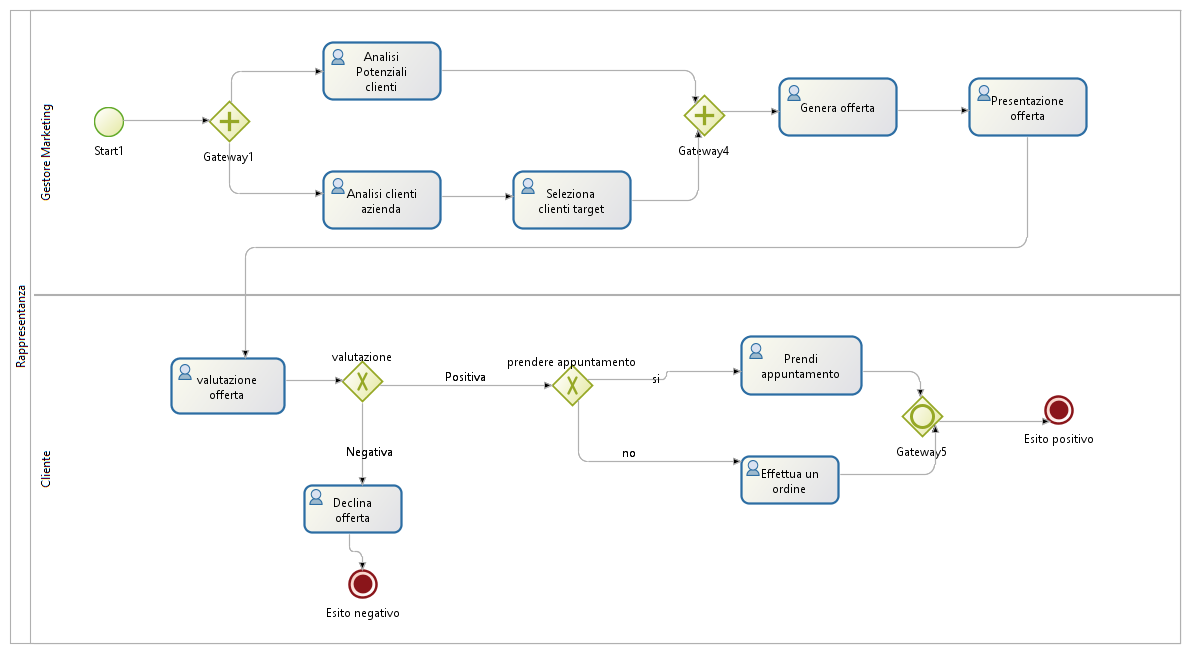 Rappresentanza
Gestore Marketing
Start1
Gateway1
Analisi
Potenziali
clienti
Analisi clienti
azienda
Seleziona
clienti target
Gateway4
Genera offerta
Presentazione
offerta
Cliente
valutazione
offerta
valutazione
Positiva
Negativa
Declina
offerta
Esito negativo
prendere appuntamento
si
no
Prendi
appuntamento
Effettua un
ordine
Gateway5
Esito positivo